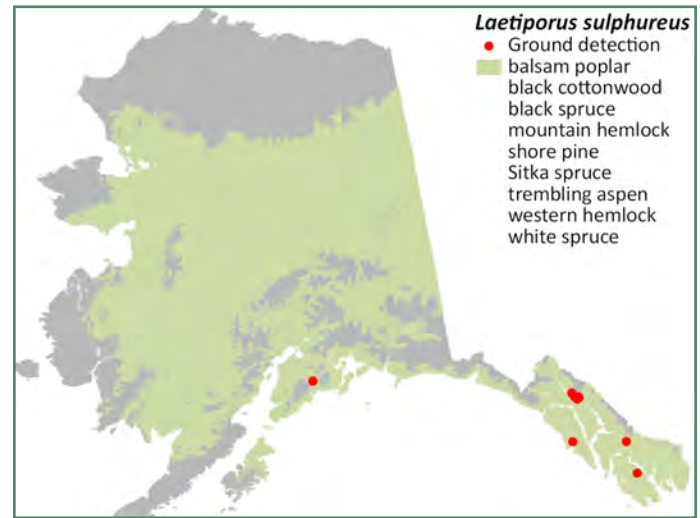 Laetiporus sulphureus
Ground detection
balsam poplar
black cottonwood
black spruce
mountain hemlock
shore pine
Sitka spruce
trembling aspen
western hemlock
white spruce